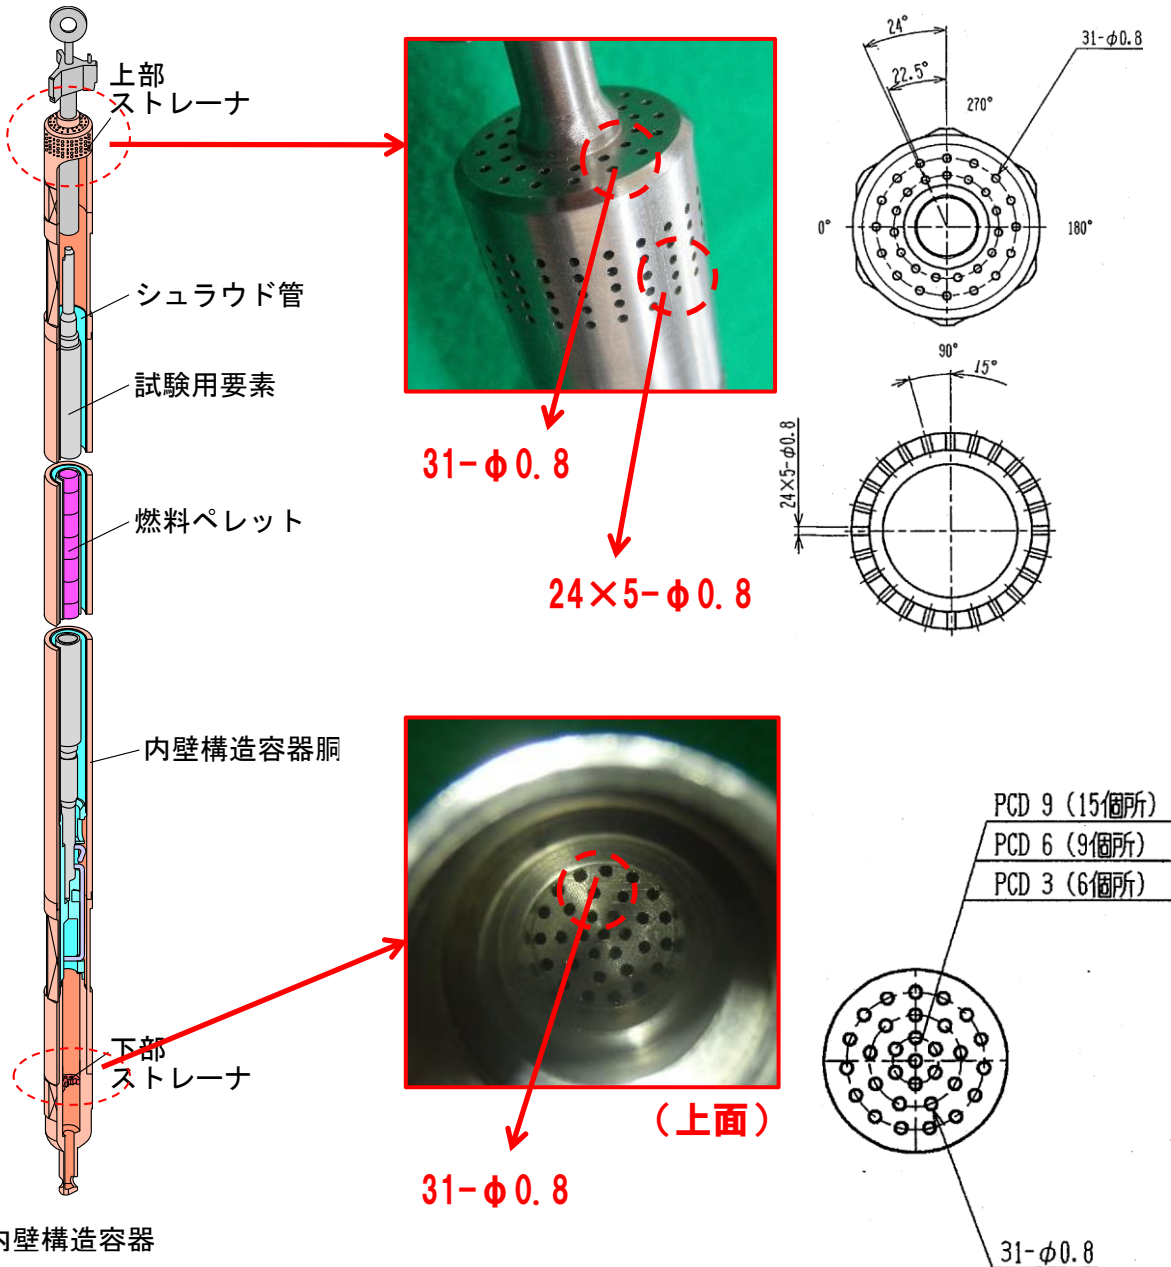 上部
ストレーナ
シュラウド管
試験用要素
燃料ペレット
内壁構造容器胴
下部
ストレーナ
内壁構造容器
31-φ0.8
24×5-φ0.8
(上面)
31-φ0.8
24°
22.5°
31-φ0.8
270°
0°
180°
90°
15°
24×5-φ0.8
PCD 9 (15個所)
PCD 6 (9個所)
PCD 3 (6個所)
31-φ0.8